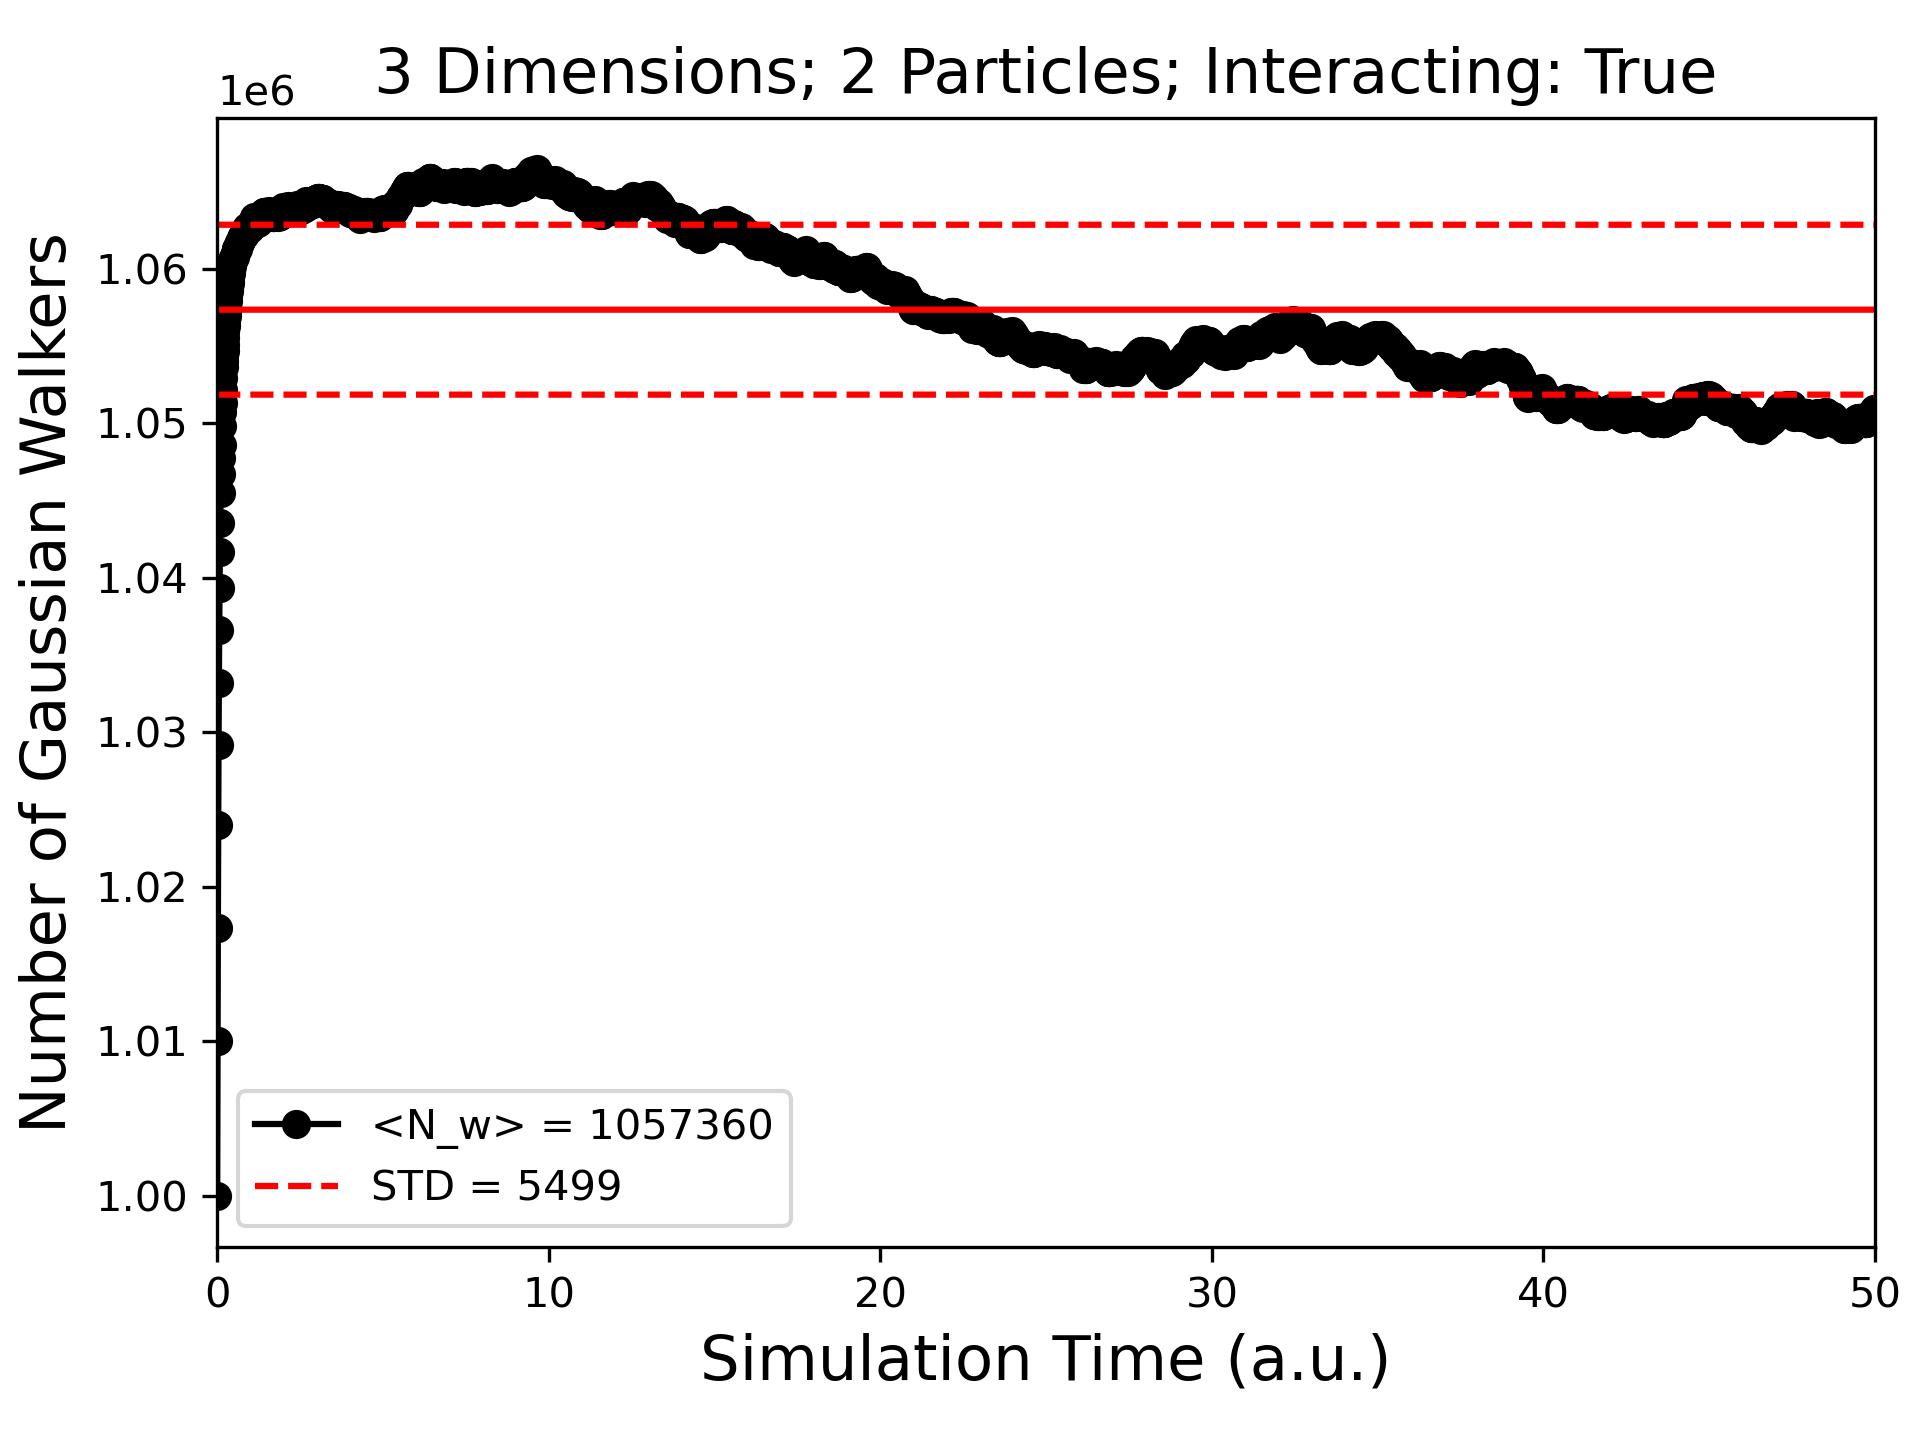 3 Dimensions; 2 Particles; Interacting: True
1e6
Number of Gaussian Walkers
1.06
1.05
1.04
1.03
1.02
1.01
1.00
<N_w> = 1057360
STD = 5499
0 10 20 30 40 50
Simulation Time (a.u.)